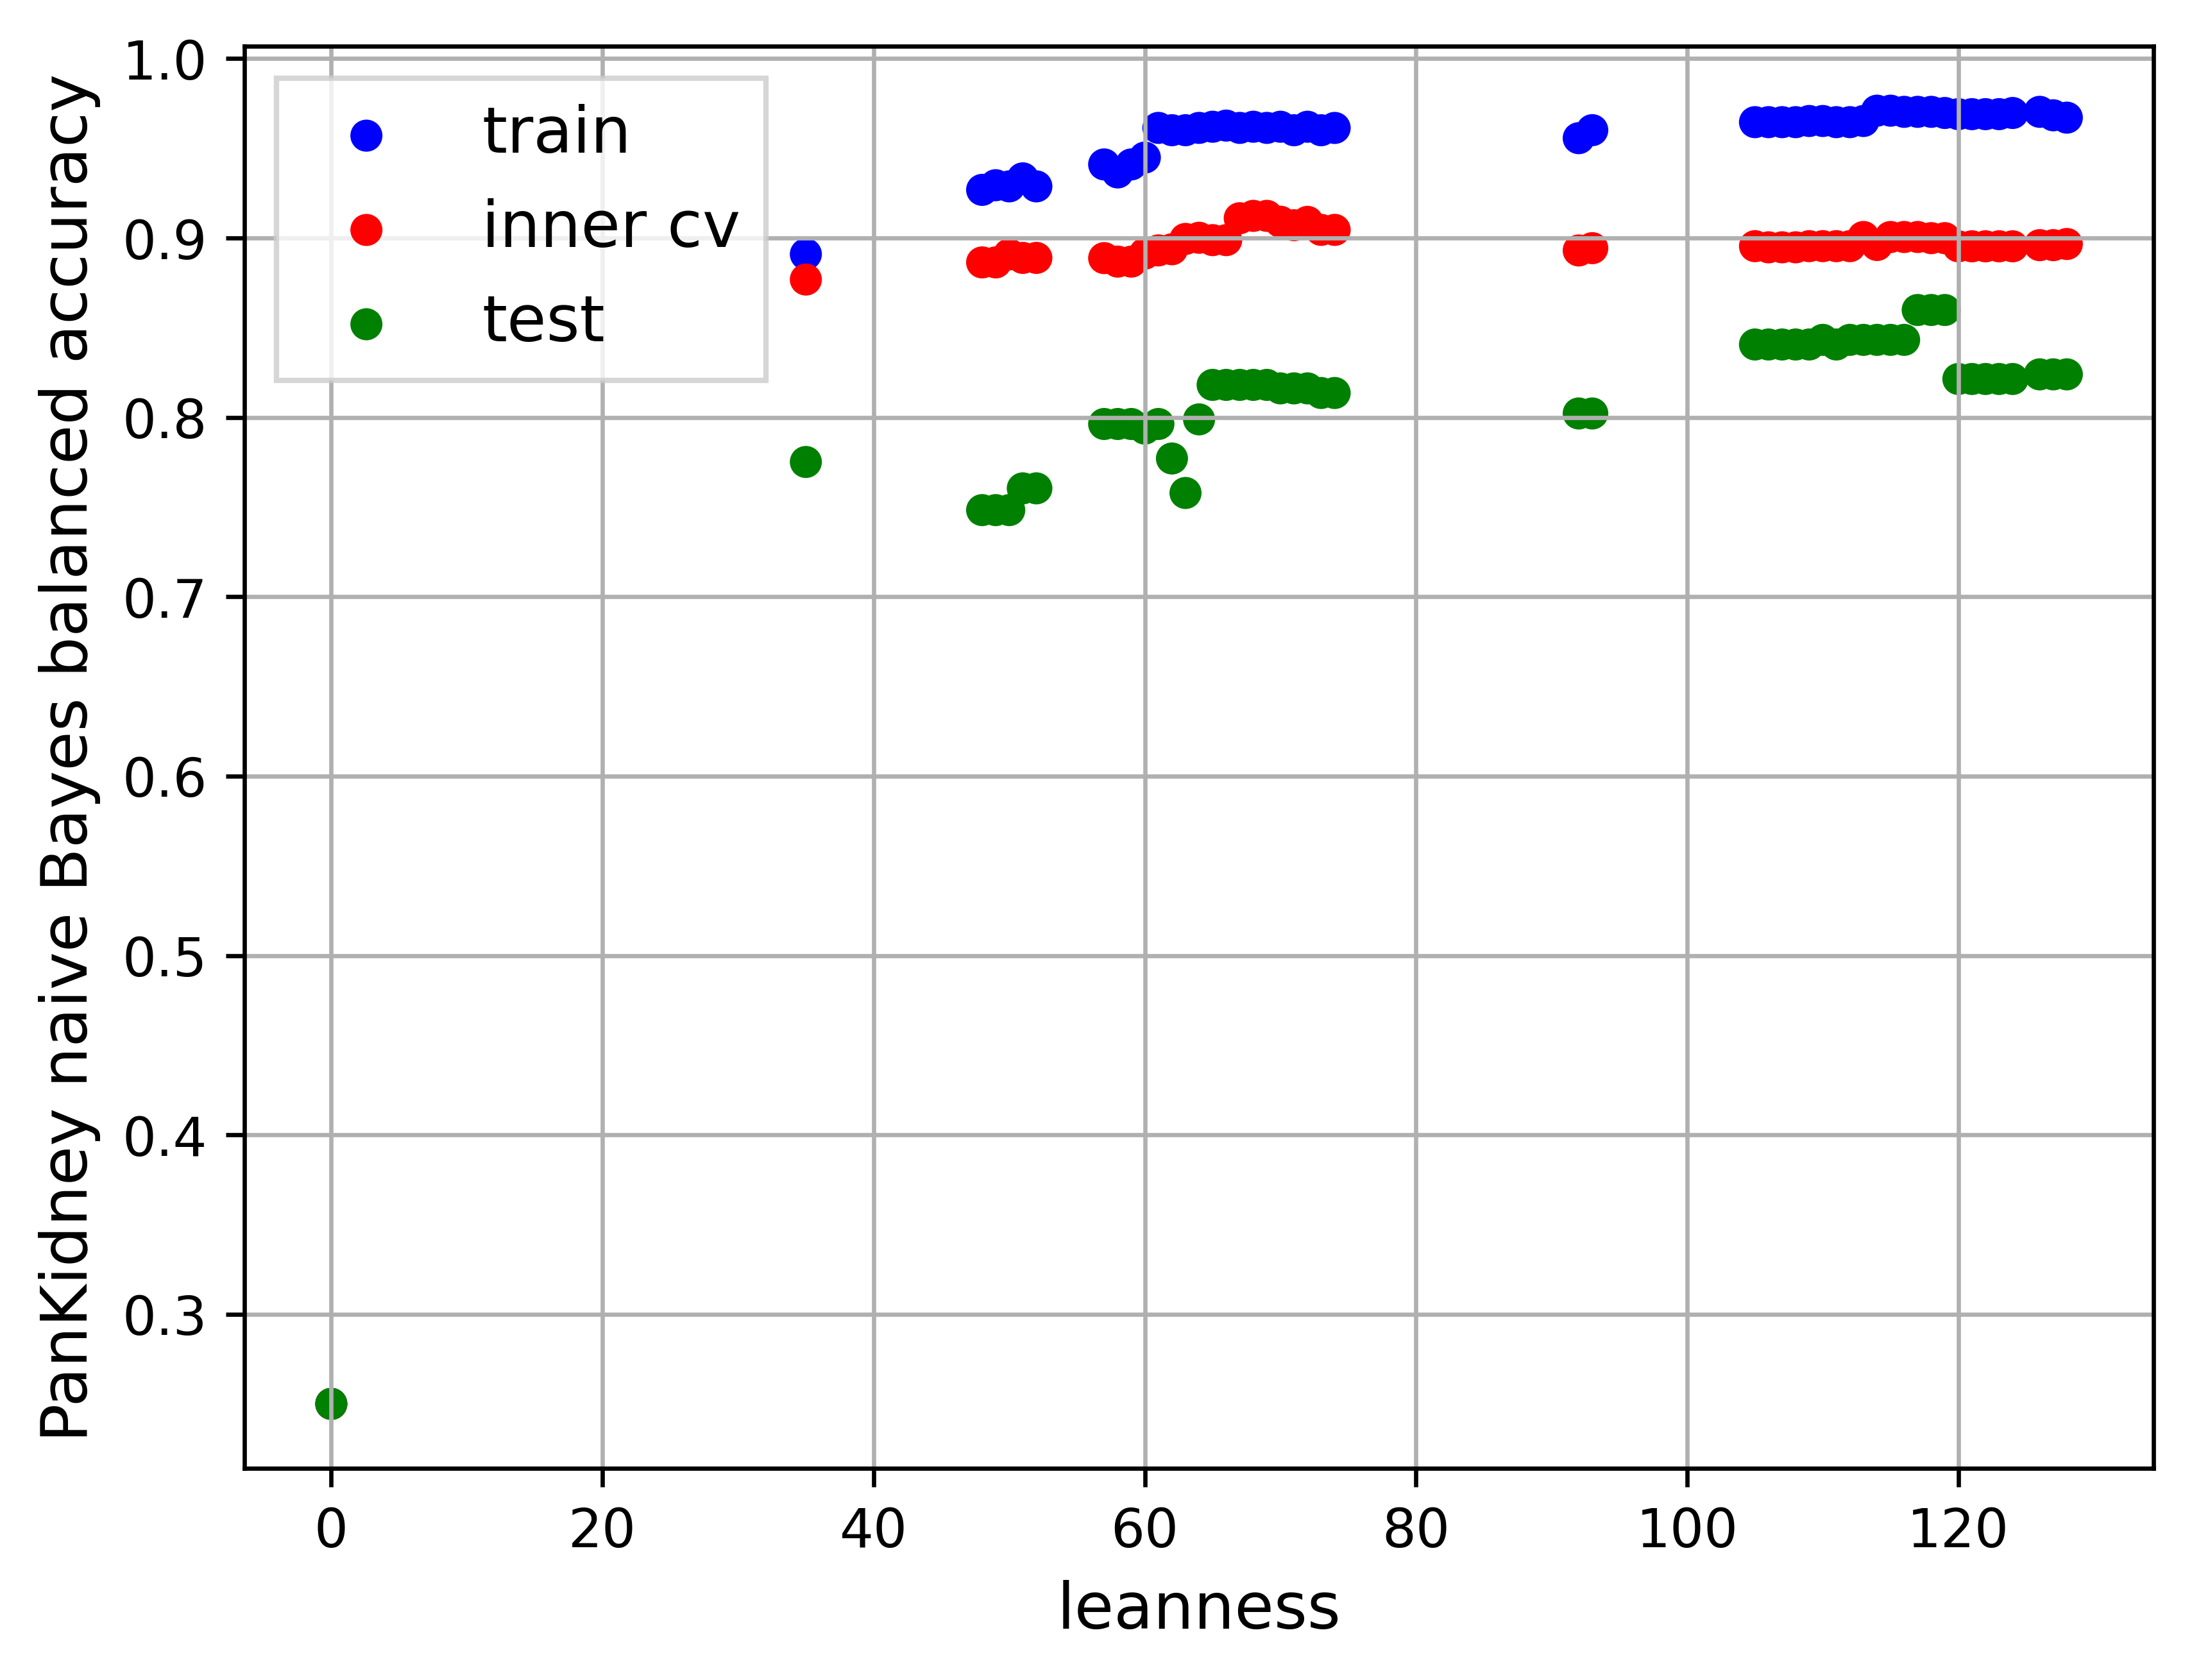 PanKidney naive Bayes balanced accuracy
1.0
0.9
0.8
0.7
0.6
0.5
0.4
0.3
train
inner cv
test
0 20 40 60 80 100 120
leanness